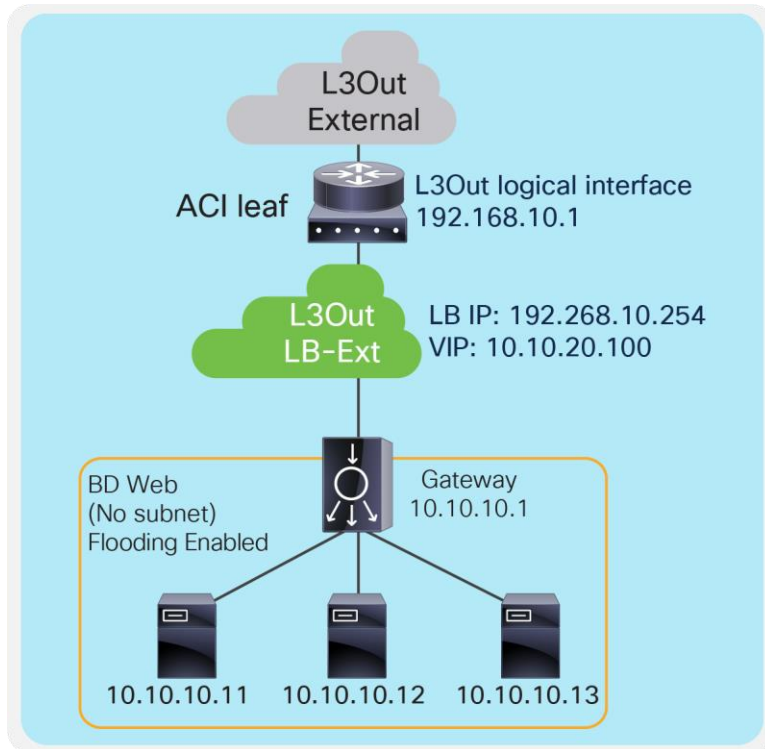 L3Out
External
ACI leaf
L3Out logical interface
192.168.10.1
L3Out
LB-Ext
LB IP: 192.268.10.254
VIP: 10.10.20.100
BD Web
(No subnet)
Flooding Enabled
Gateway
10.10.10.1
10.10.10.11
10.10.10.12
10.10.10.13